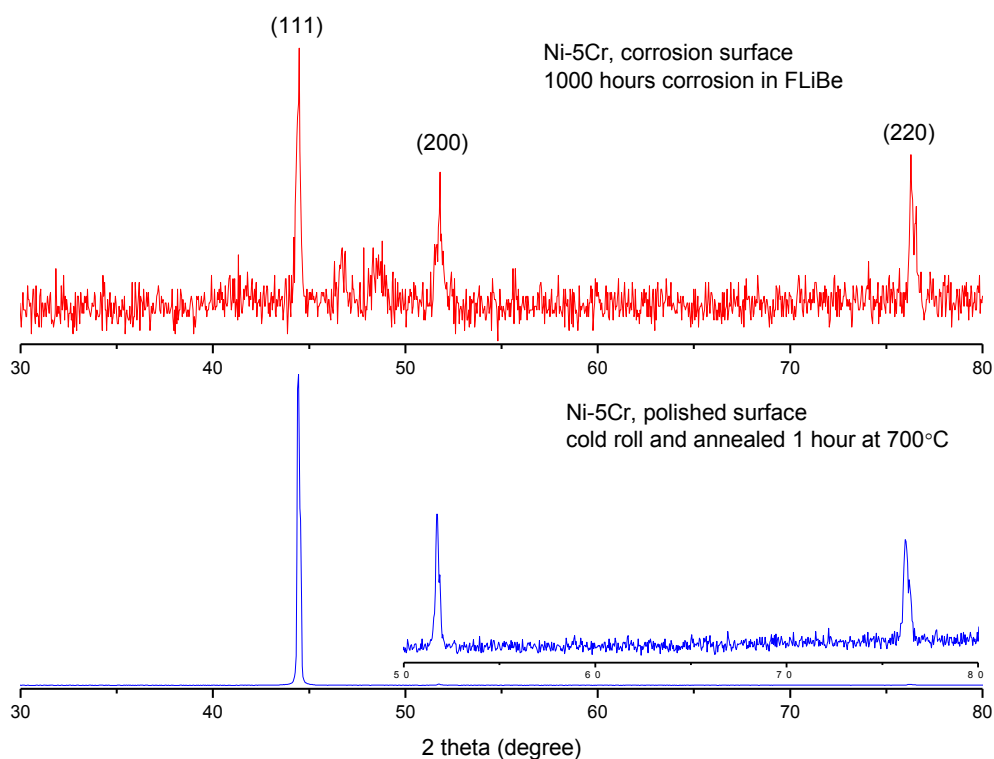 (111)
Ni-5Cr, corrosion surface
1000 hours corrosion in FLiBe
(200)
(220)
30 40 50 60 70 80
Ni-5Cr, polished surface
cold roll and annealed 1 hour at 700°C
50 60 70 80
30 40 50 60 70 80
2 theta (degree)